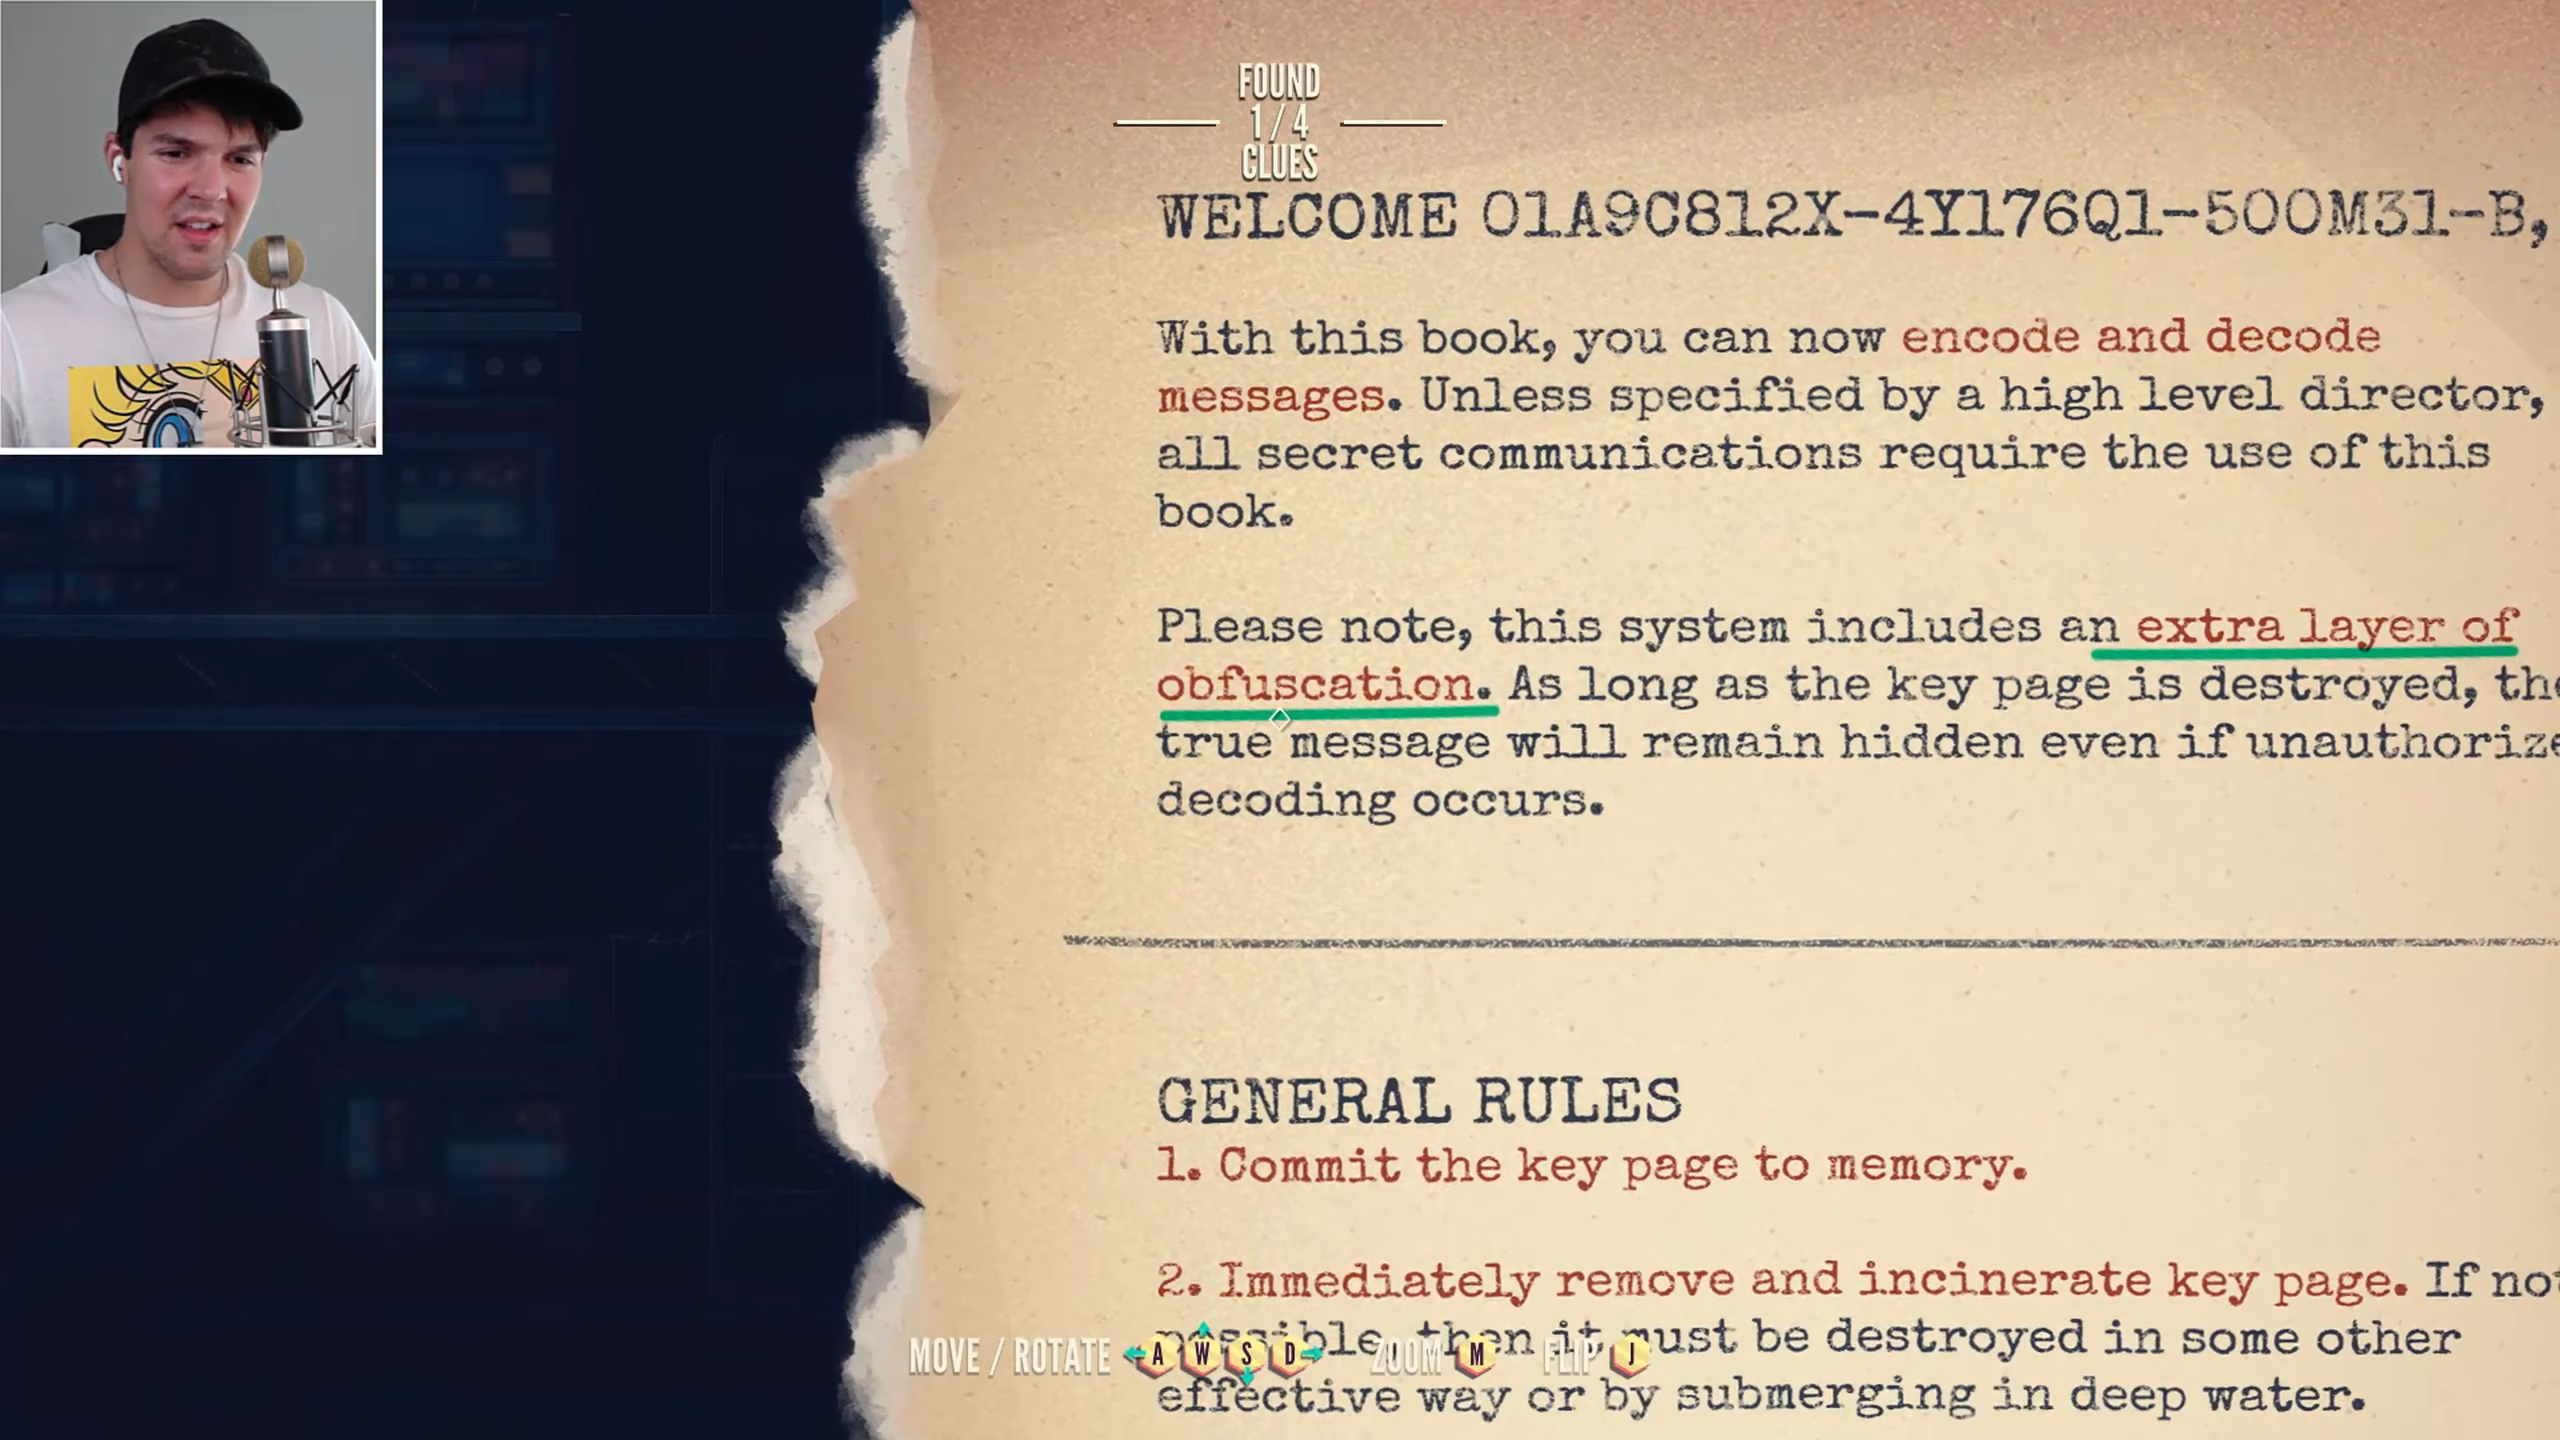 FOUND
1/4
CLUES
WELCOME 01A9C812X-4Y176Q1-500M31-B,
With this book, you can now encode and decode
messages. Unless specified by a high level director,
all secret communications require the use of this
book.
Please note, this system includes an extra layer of
obfuscation. As long as the key page is destroyed,
true message will remain hidden even if
decoding occurs.
GENERAL RULES
1. Commit the key page to memory.
2. Immediately remove and incinerate key page. If
possible, then it must be destroyed in some other
effective way or by submerging in deep water.
MOVE / ROTATE A W S D ZOOM M FLIP J